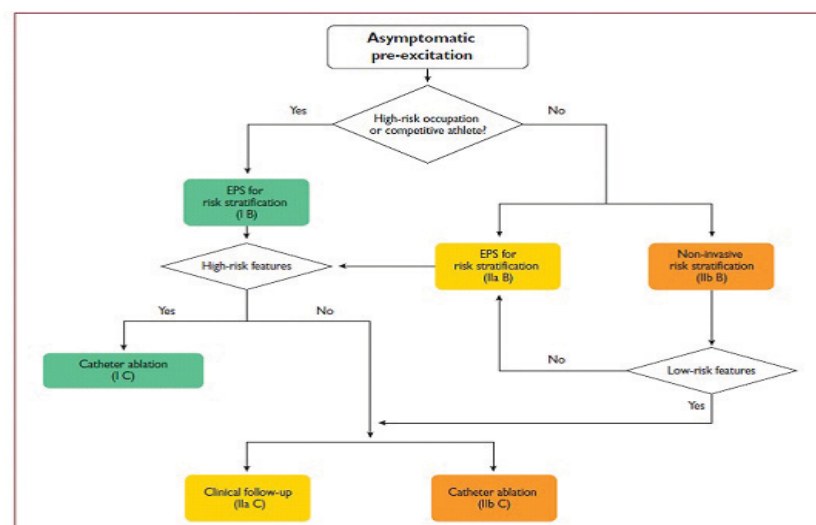 Asymptomatic
pre-excitation
Yes
High-risk occupation
or competitive athlete?
No
EPS for
risk stratification
(I B)
High-risk features
EPS for
risk stratification
(IIa B)
Non-invasive
risk stratification
(IIb B)
Yes
No
Catheter ablation
(I C)
No
Low-risk features
Yes
Clinical follow-up
(IIa C)
Catheter ablation
(IIb C)